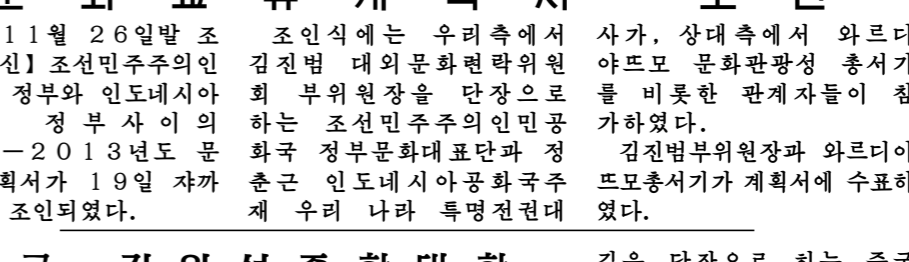 11월 26일발 조
신】조선민주주의인
정부와 인도네시아
정부사이의
－2013년도 문
획서가 19일 쟈까
조인되였다.
조인식에는 우리측에서
김진범 대외문화련락위원
회 부위원장을 단장으로
하는 조선민주주의인민공
화국 정부문화대표단과 정
춘근 인도네시아공화국주
재 우리 나라 특명전권대
사가, 상대측에서 와르디
야뜨모 문화관광성 총서기
를 비롯한 관계자들이 참
가하였다.
김진범부위원장과 와르디야
뜨모총서기가 계획서에 수표하
였다.